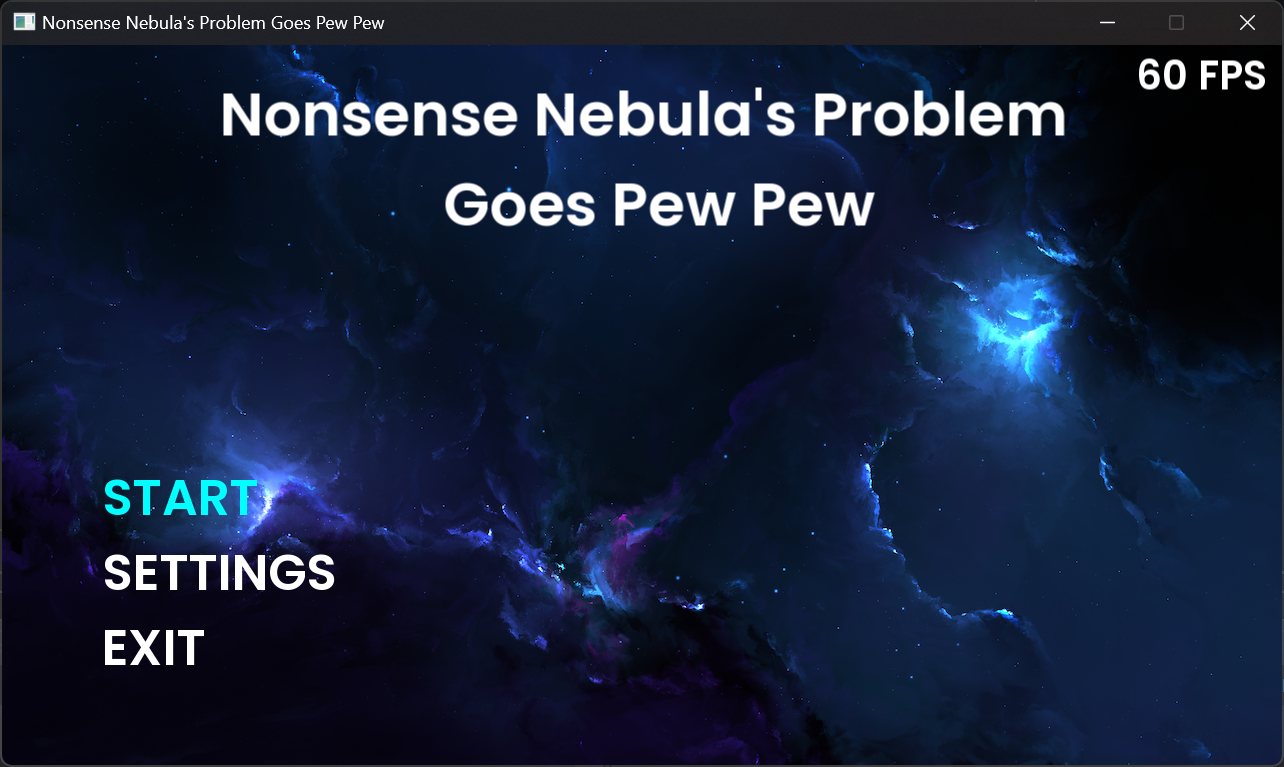 Nonsense Nebula's Problem Goes Pew Pew
60 FPS
Nonsense Nebula's Problem
Goes Pew Pew
START
SETTINGS
EXIT